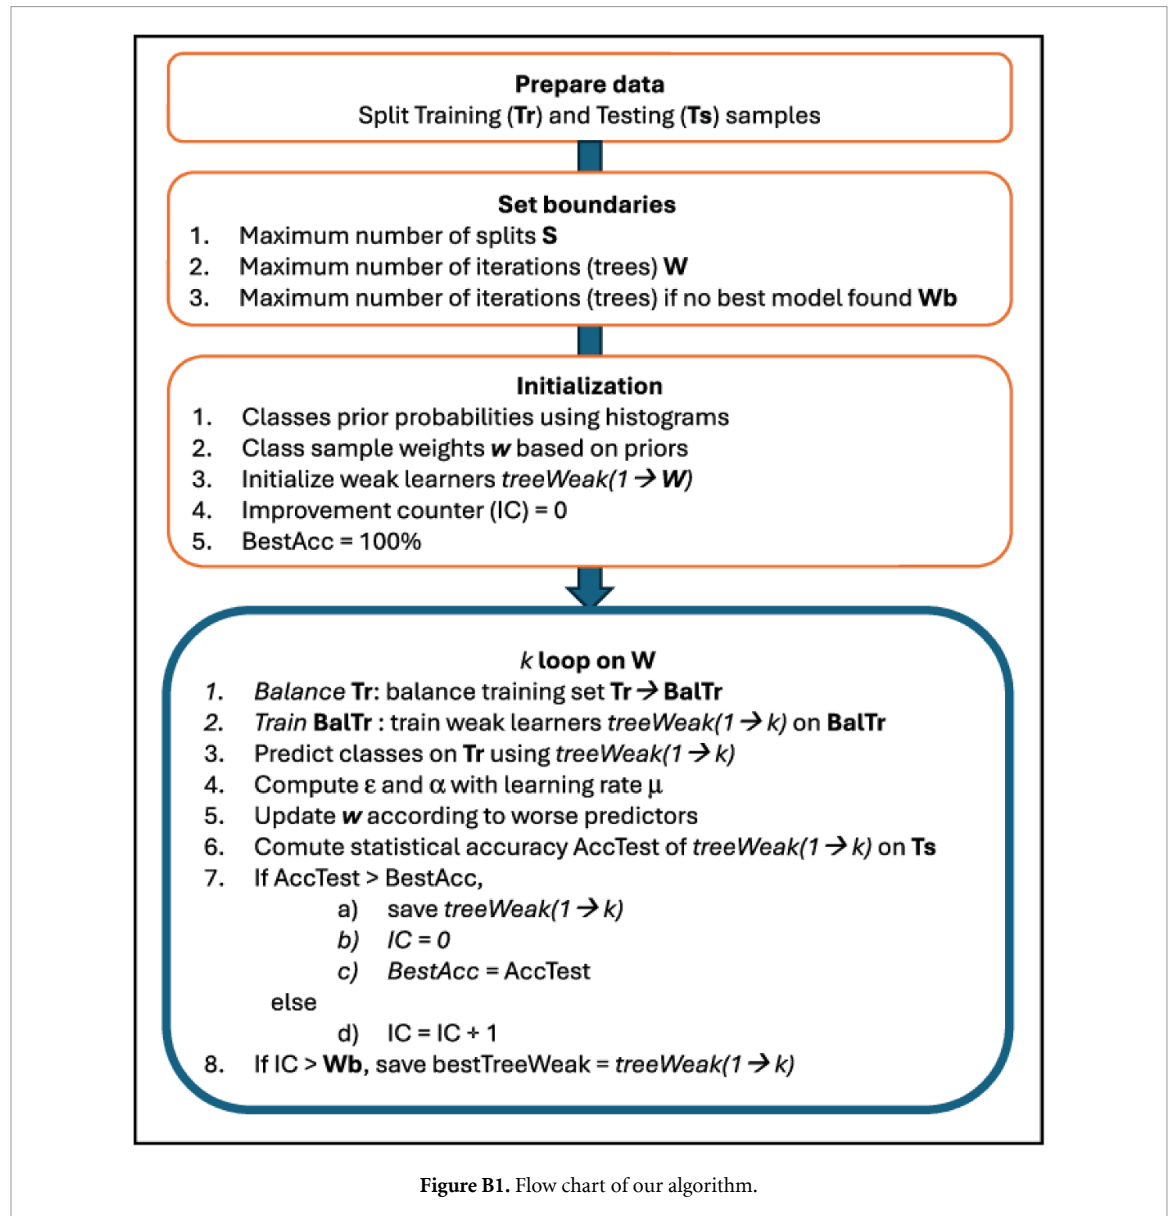 Prepare data
Split Training (Tr) and Testing (Ts) samples
Set boundaries
1. Maximum number of splits S
2. Maximum number of iterations (trees) W
3. Maximum number of iterations (trees) if no best model found Wb
Initialization
1. Classes prior probabilities using histograms
2. Class sample weights w based on priors
3. Initialize weak learners treeWeak(1 → W)
4. Improvement counter (IC) = 0
5. BestAcc = 100%
k loop on W
1. Balance Tr: balance training set Tr → BalTr
2. Train BalTr : train weak learners treeWeak(1 → k) on BalTr
3. Predict classes on Tr using treeWeak(1 → k)
4. Compute ε and α with learning rate μ
5. Update w according to worse predictors
6. Comute statistical accuracy AccTest of treeWeak(1 → k) on Ts
7. If AccTest > BestAcc,
a) save treeWeak(1 → k)
b) IC = 0
c) BestAcc = AccTest
else
d) IC = IC + 1
8. If IC > Wb, save bestTreeWeak = treeWeak(1 → k)
Figure B1. Flow chart of our algorithm.